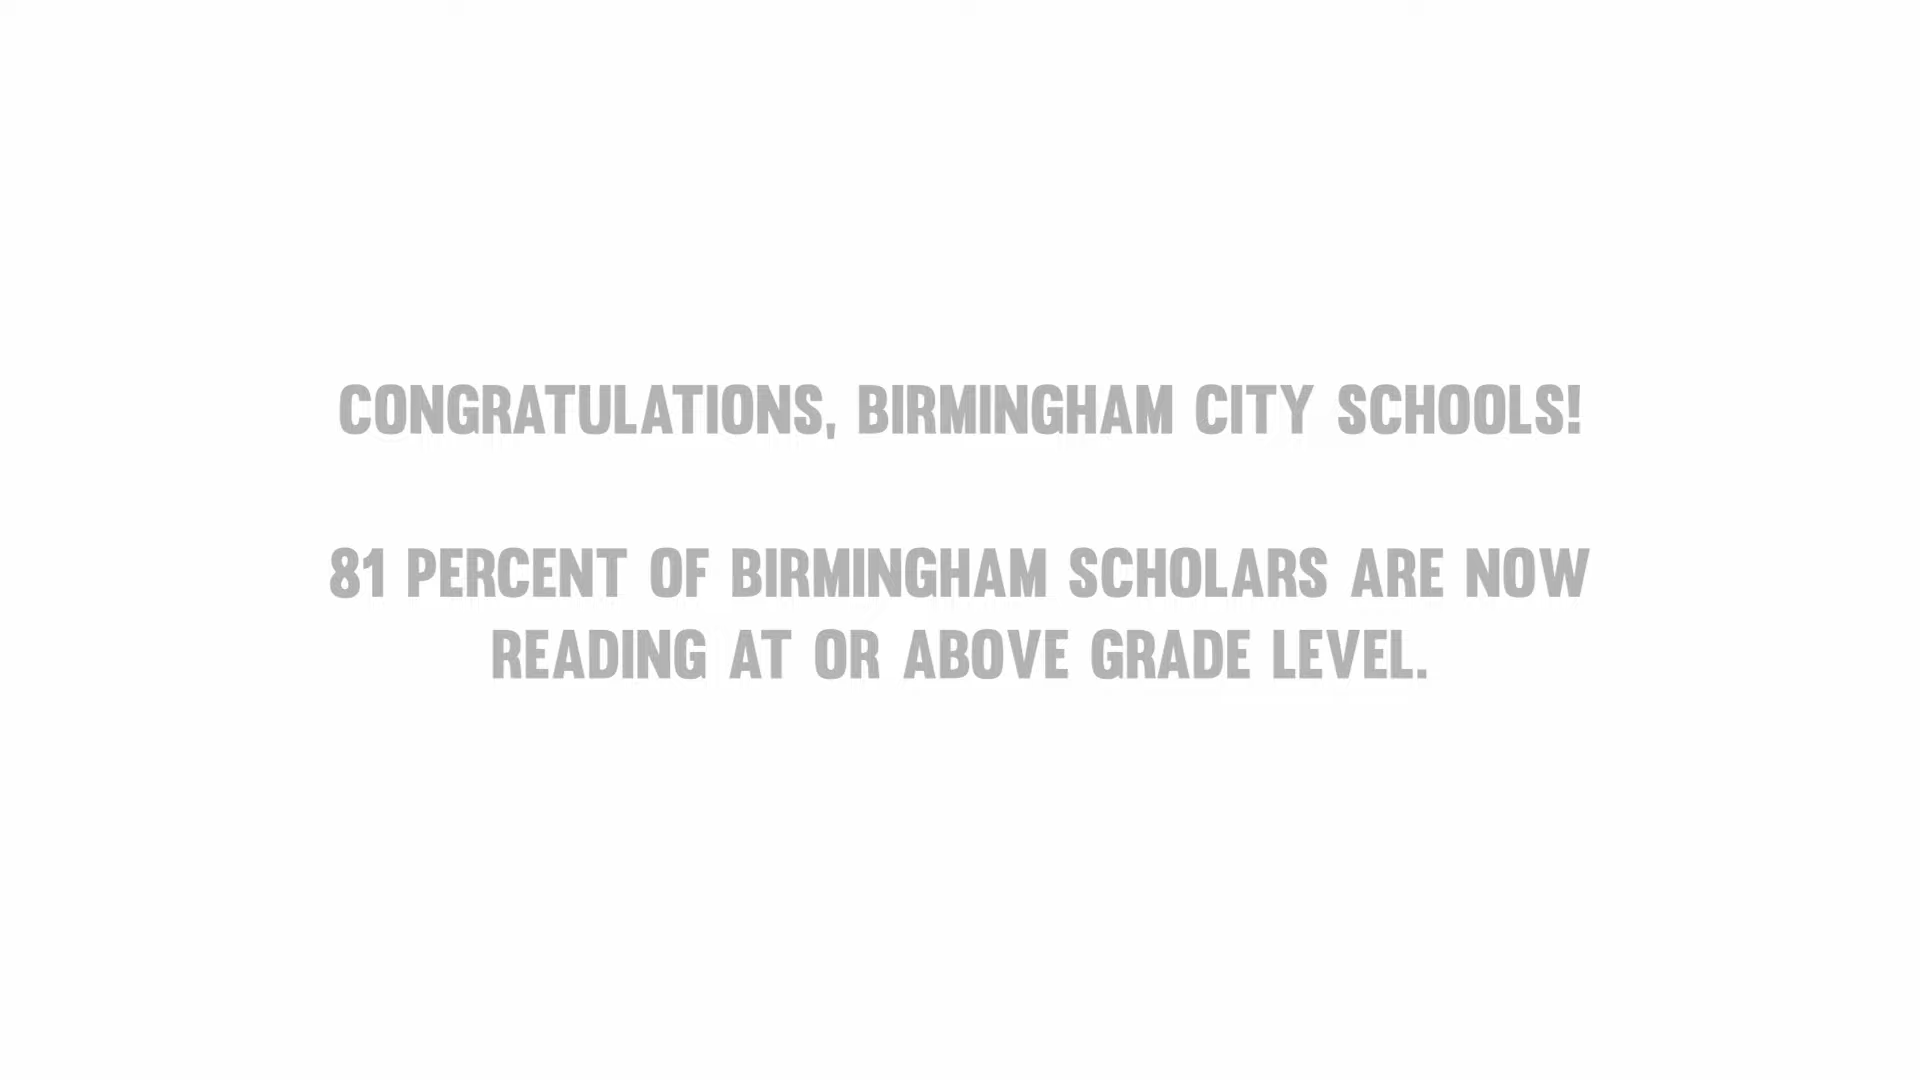 CONGRATULATIONS, BIRMINGHAM CITY SCHOOLS!
81 PERCENT OF BIRMINGHAM SCHOLARS ARE NOW
READING AT OR ABOVE GRADE LEVEL.